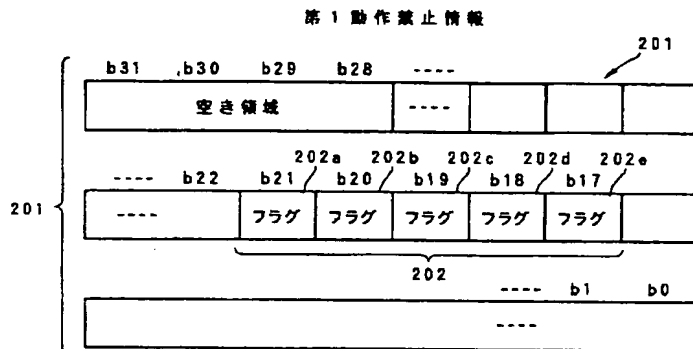 第1動作禁止情報
201
b31 b30 b29 b28 ----
空き領域 ----
202a 202b 202c 202d 202e
---- b22 b21 b20 b19 b18 b17
201
---- フラグ フラグ フラグ フラグ フラグ
202
---- b1 b0
----